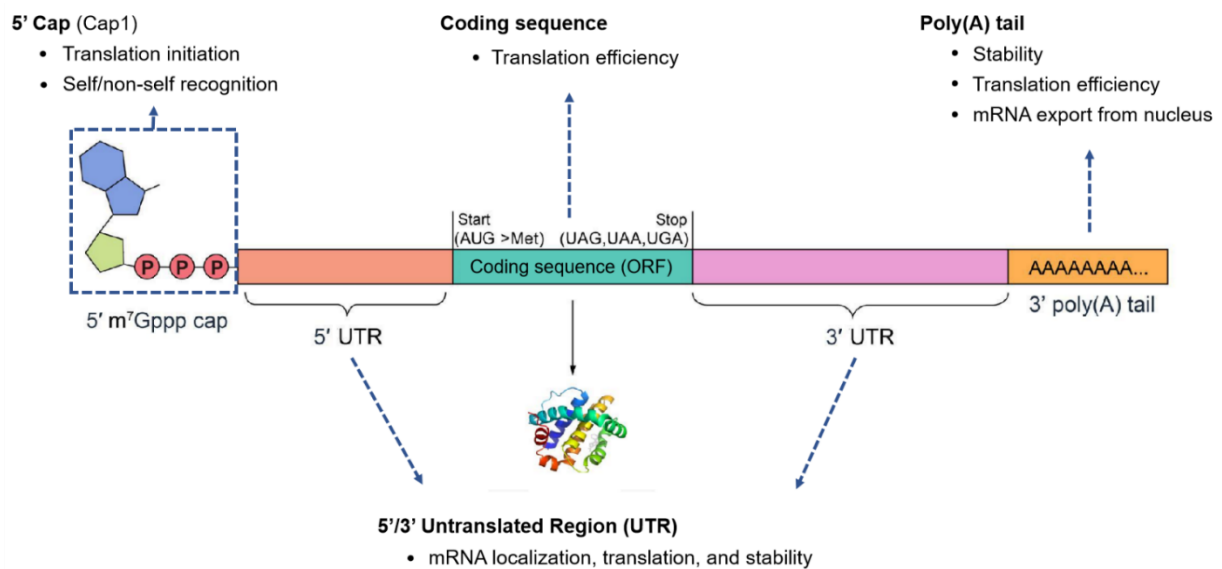 5’ Cap (Cap1)
• Translation initiation
• Self/non-self recognition
Coding sequence
• Translation efficiency
Poly(A) tail
• Stability
• Translation efficiency
• mRNA export from nucleus
Start
(AUG >Met)
Stop
(UAG,UAA,UGA)
P P P
Coding sequence (ORF)
AAAAAAAA...
5′ m⁷Gppp cap
5′ UTR
3′ UTR
3′ poly(A) tail
5’/3’ Untranslated Region (UTR)
• mRNA localization, translation, and stability